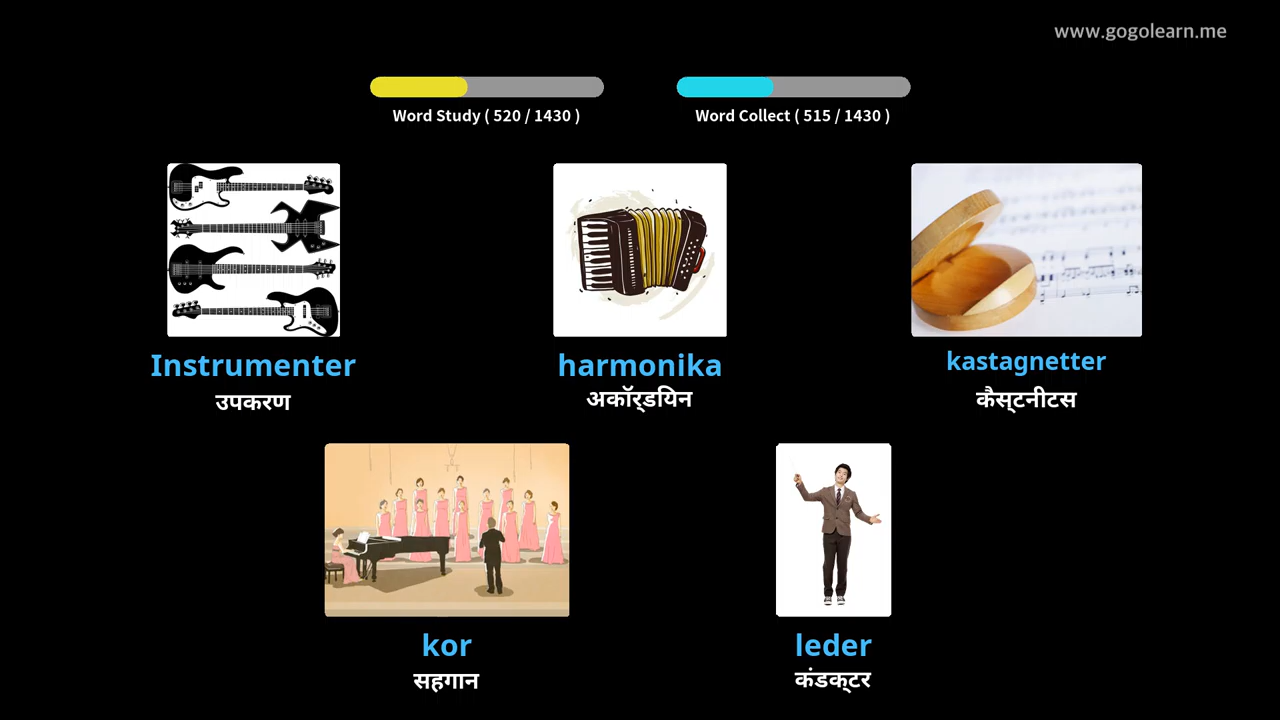 www.gogolearn.me
Word Study ( 520 / 1430 )
Word Collect ( 515 / 1430 )
Instrumenter
उपकरण
harmonika
अकॉर्डियन
kastagnetter
कैस्टनीटस
kor
सहगान
leder
कंडक्टर